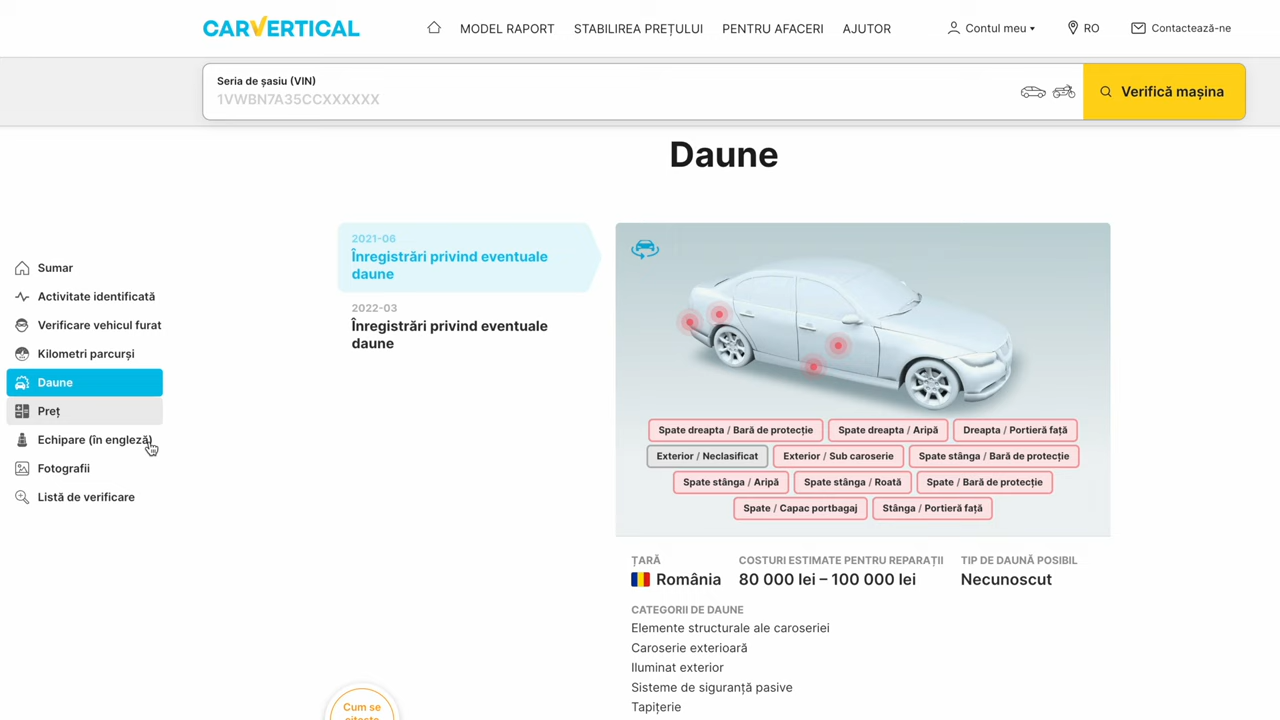 CARVERTICAL
MODEL RAPORT
STABILIREA PREȚULUI
PENTRU AFACERI
AJUTOR
Contul meu
RO
Contactează-ne
Seria de șasiu (VIN)
1VWBN7A35CCXXXXXX
Verifică mașina
Daune
Sumar
Activitate identificată
Verificare vehicul furat
Kilometri parcurși
Daune
Preț
Echipare (în engleză)
Fotografii
Listă de verificare
2021-06
Înregistrări privind eventuale
daune
2022-03
Înregistrări privind eventuale
daune
Spate dreapta / Bară de protecție
Spate dreapta / Aripă
Dreapta / Portieră față
Exterior / Neclasificat
Exterior / Sub caroserie
Spate stânga / Bară de protecție
Spate stânga / Aripă
Spate stânga / Roată
Spate / Bară de protecție
Spate / Capac portbagaj
Stânga / Portieră față
ȚARĂ
România
COSTURI ESTIMATE PENTRU REPARAȚII
80 000 lei – 100 000 lei
TIP DE DAUNĂ POSIBIL
Necunoscut
CATEGORII DE DAUNE
Elemente structurale ale caroseriei
Caroserie exterioară
Iluminat exterior
Sisteme de siguranță pasive
Tapițerie
Cum se
citește